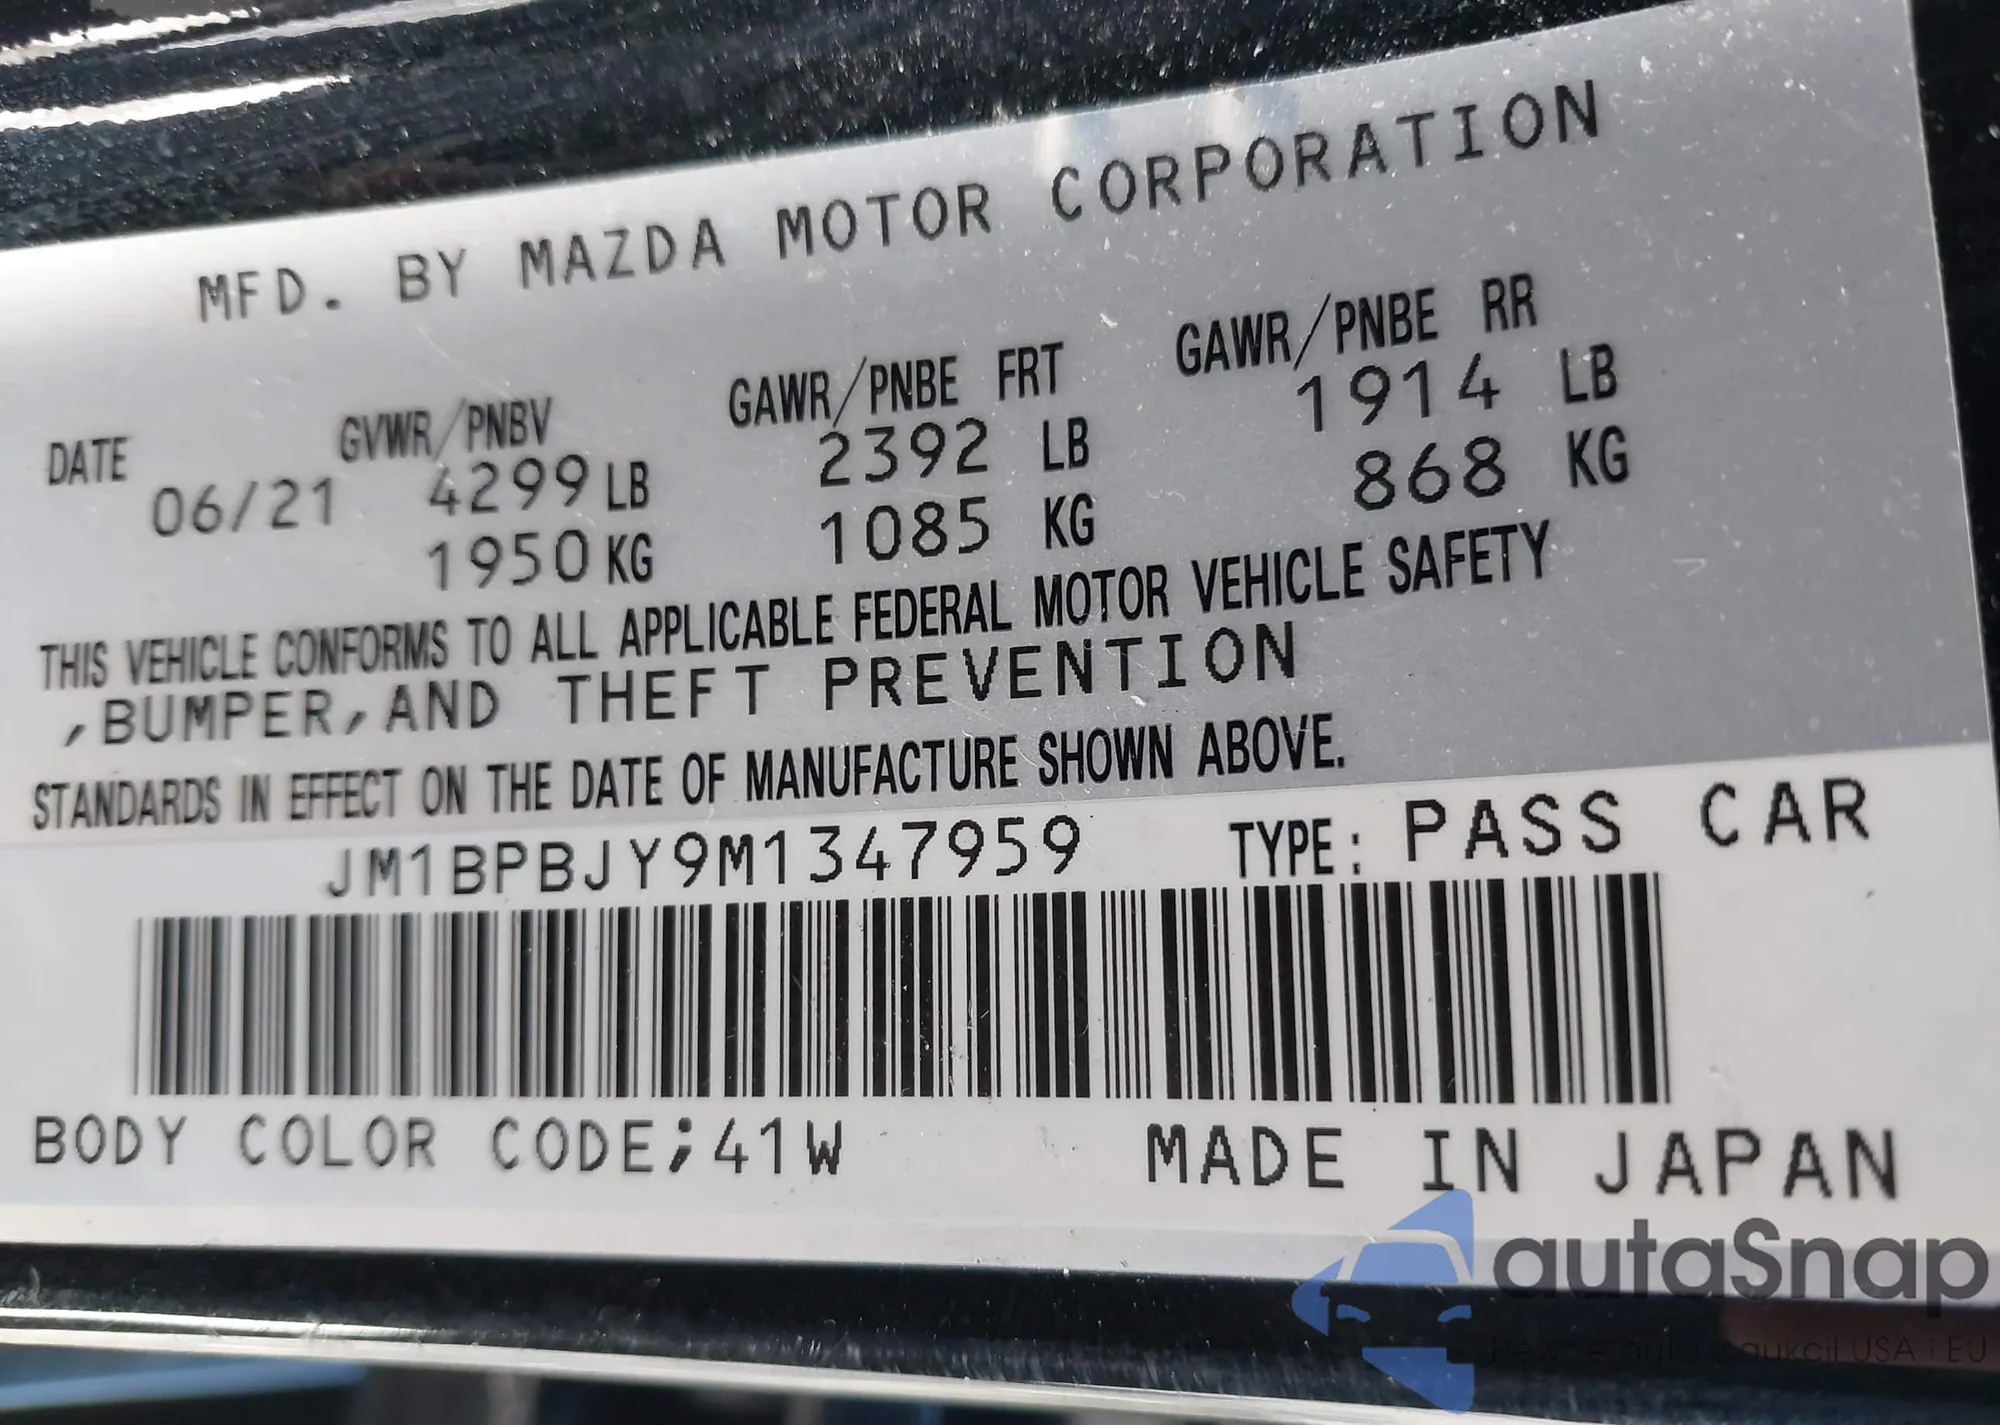 MFD. BY MAZDA MOTOR CORPORATION
DATE GVWR/PNBV GAWR/PNBE FRT GAWR/PNBE RR
06/21 4299 LB 2392 LB 1914 LB
1950 KG 1085 KG 868 KG
THIS VEHICLE CONFORMS TO ALL APPLICABLE FEDERAL MOTOR VEHICLE SAFETY
,BUMPER,AND THEFT PREVENTION
STANDARDS IN EFFECT ON THE DATE OF MANUFACTURE SHOWN ABOVE.
JM1BPBJY9M1347959 TYPE: PASS CAR
BODY COLOR CODE;41W MADE IN JAPAN
autaSnap
USA i EU